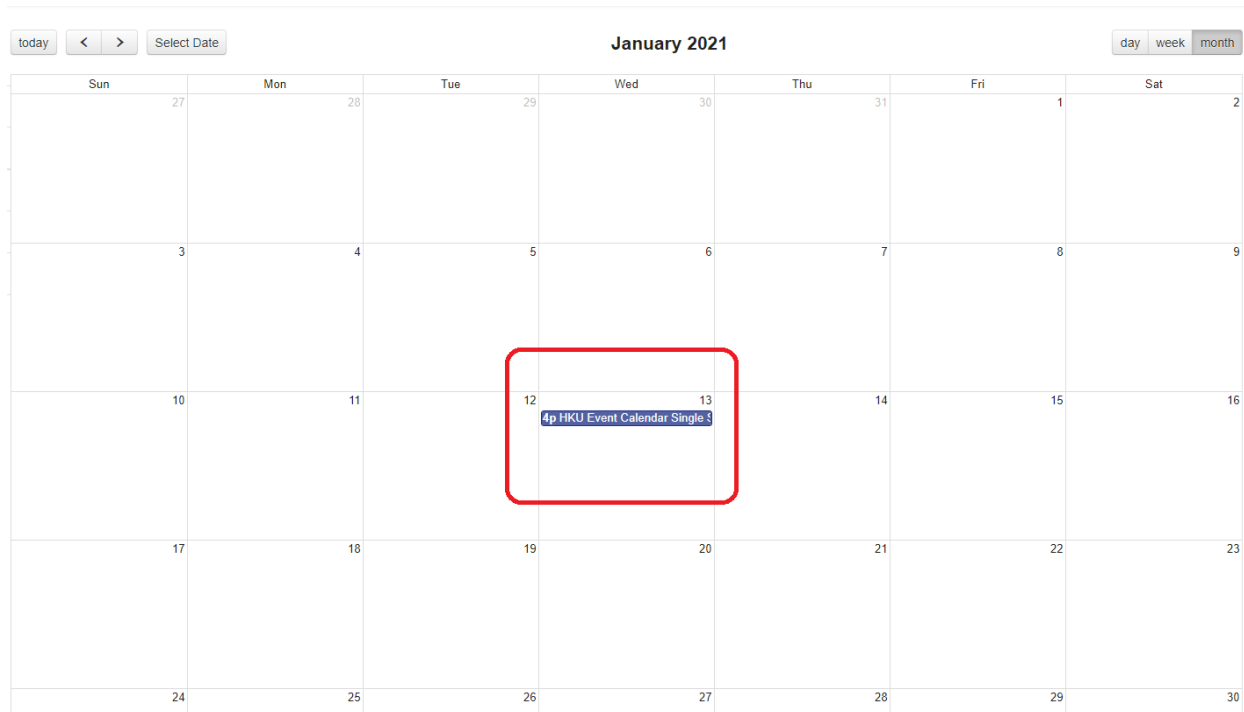 today < > Select Date January 2021 day week month
Sun Mon Tue Wed Thu Fri Sat
27 28 29 30 31 1 2
3 4 5 6 7 8 9
10 11 12 13 14 15 16
4p HKU Event Calendar Single
17 18 19 20 21 22 23
24 25 26 27 28 29 30